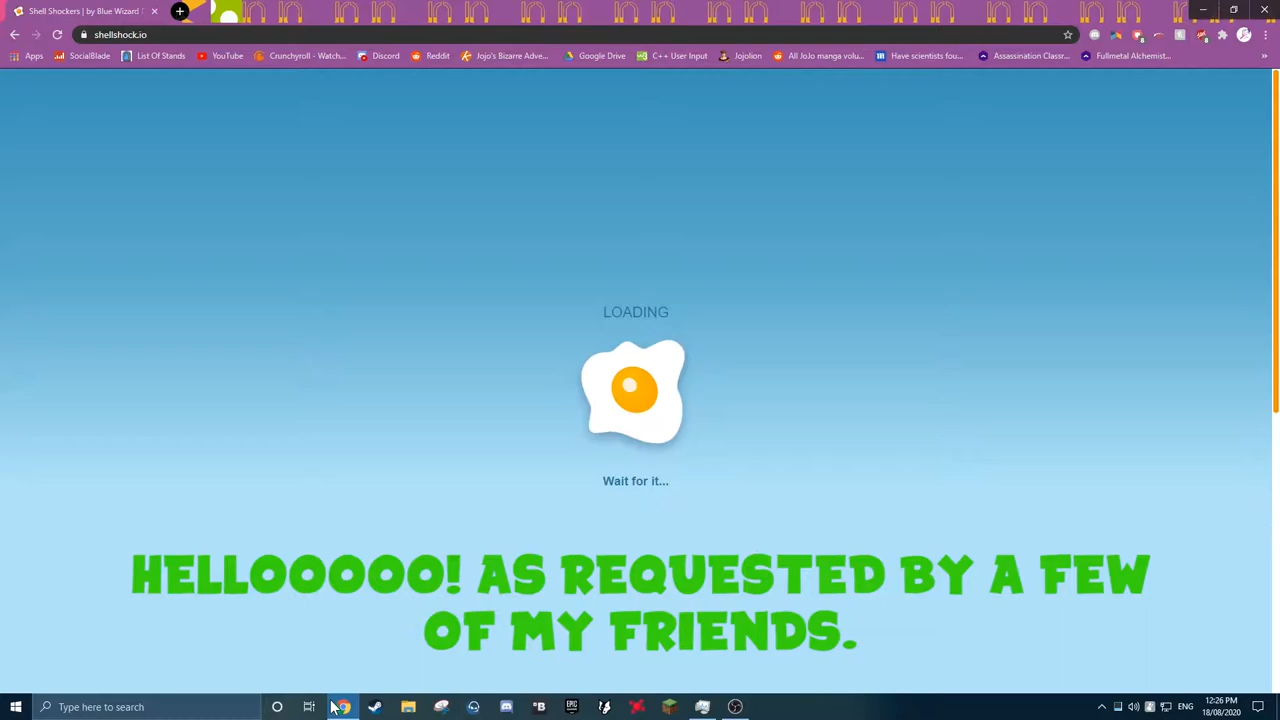 Shell Shockers | by Blue Wizard
shellshock.io
Apps
SocialBlade
List Of Stands
YouTube
Crunchyroll - Watch...
Discord
Reddit
Jojo's Bizarre Adve...
Google Drive
C++ User Input
Jojolion
All JoJo manga volu...
Have scientists fou...
Assassination Classr...
Fullmetal Alchemist...
LOADING
Wait for it...
HELLOOOOO! AS REQUESTED BY A FEW
OF MY FRIENDS.
Type here to search
EPIC
ENG
12:26 PM
18/08/2020